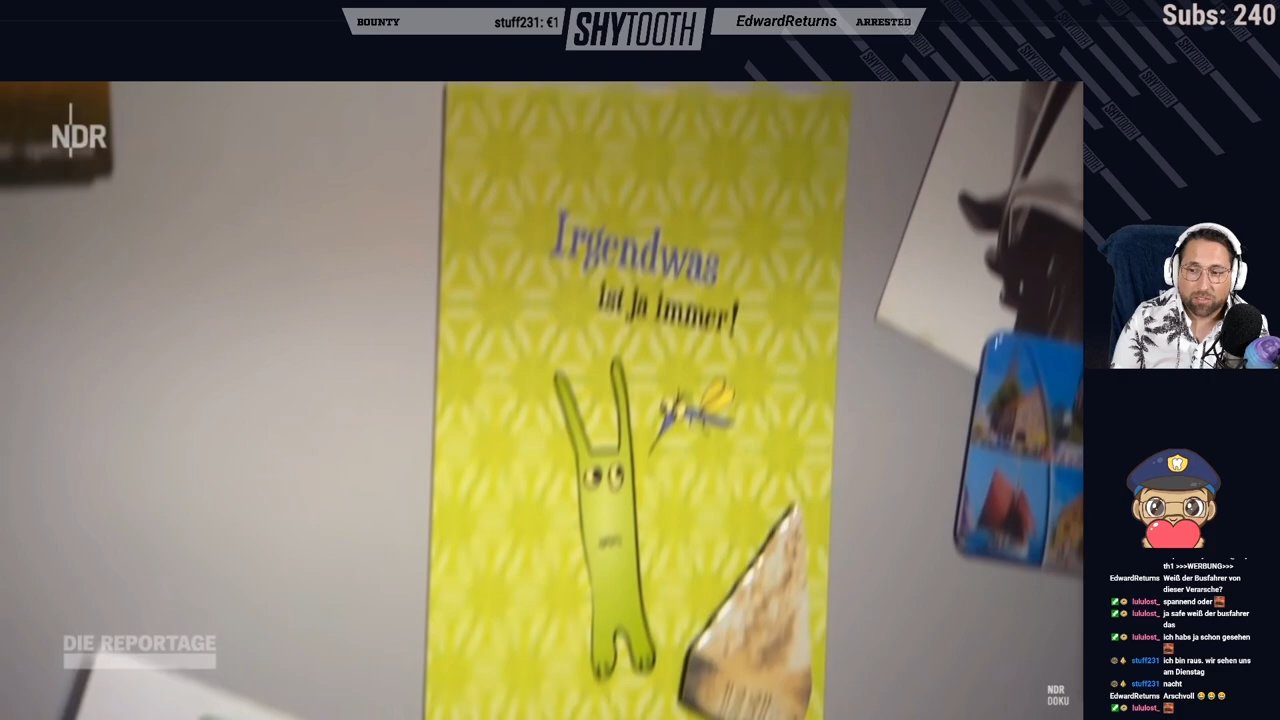 BOUNTY
stuff231: €1
SHYTOOTH
EdwardReturns
ARRESTED
Subs: 240
NDR
Irgendwas
ist ja immer!
DIE REPORTAGE
NDR
DOKU
th1 >>>WERBUNG>>>
EdwardReturns Weiß der Busfahrer von
dieser Verarsche?
lululost_ spannend oder
lululost_ ja safe weiß der busfahrer
das
lululost_ ich habs ja schon gesehen
stuff231 ich bin raus. wir sehen uns
am Dienstag
stuff231 nacht
EdwardReturns Arschvoll 😂 😂 😂
lululost_